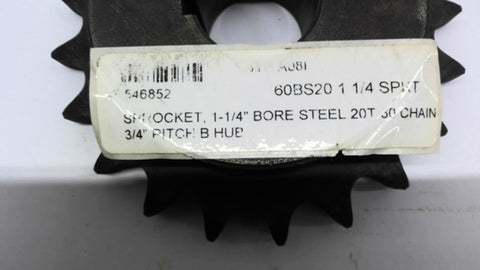 546852
60BS20 1 1/4 SPKT
SPROCKET, 1-1/4" BORE STEEL 20T 60 CHAIN
3/4" PITCH B HUB